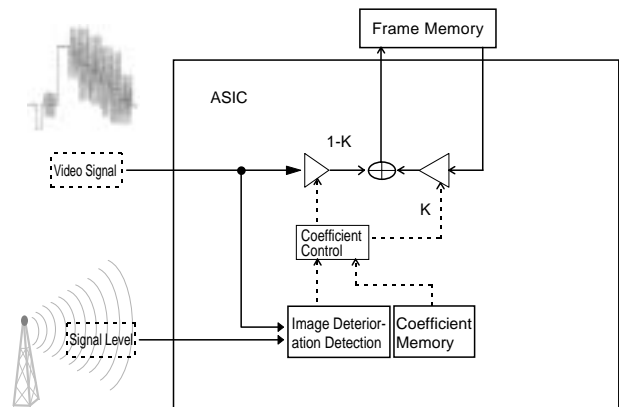 Frame Memory
ASIC
1-K
Video Signal
K
Coefficient
Control
Signal Level
Image Deterior-
ation Detection
Coefficient
Memory